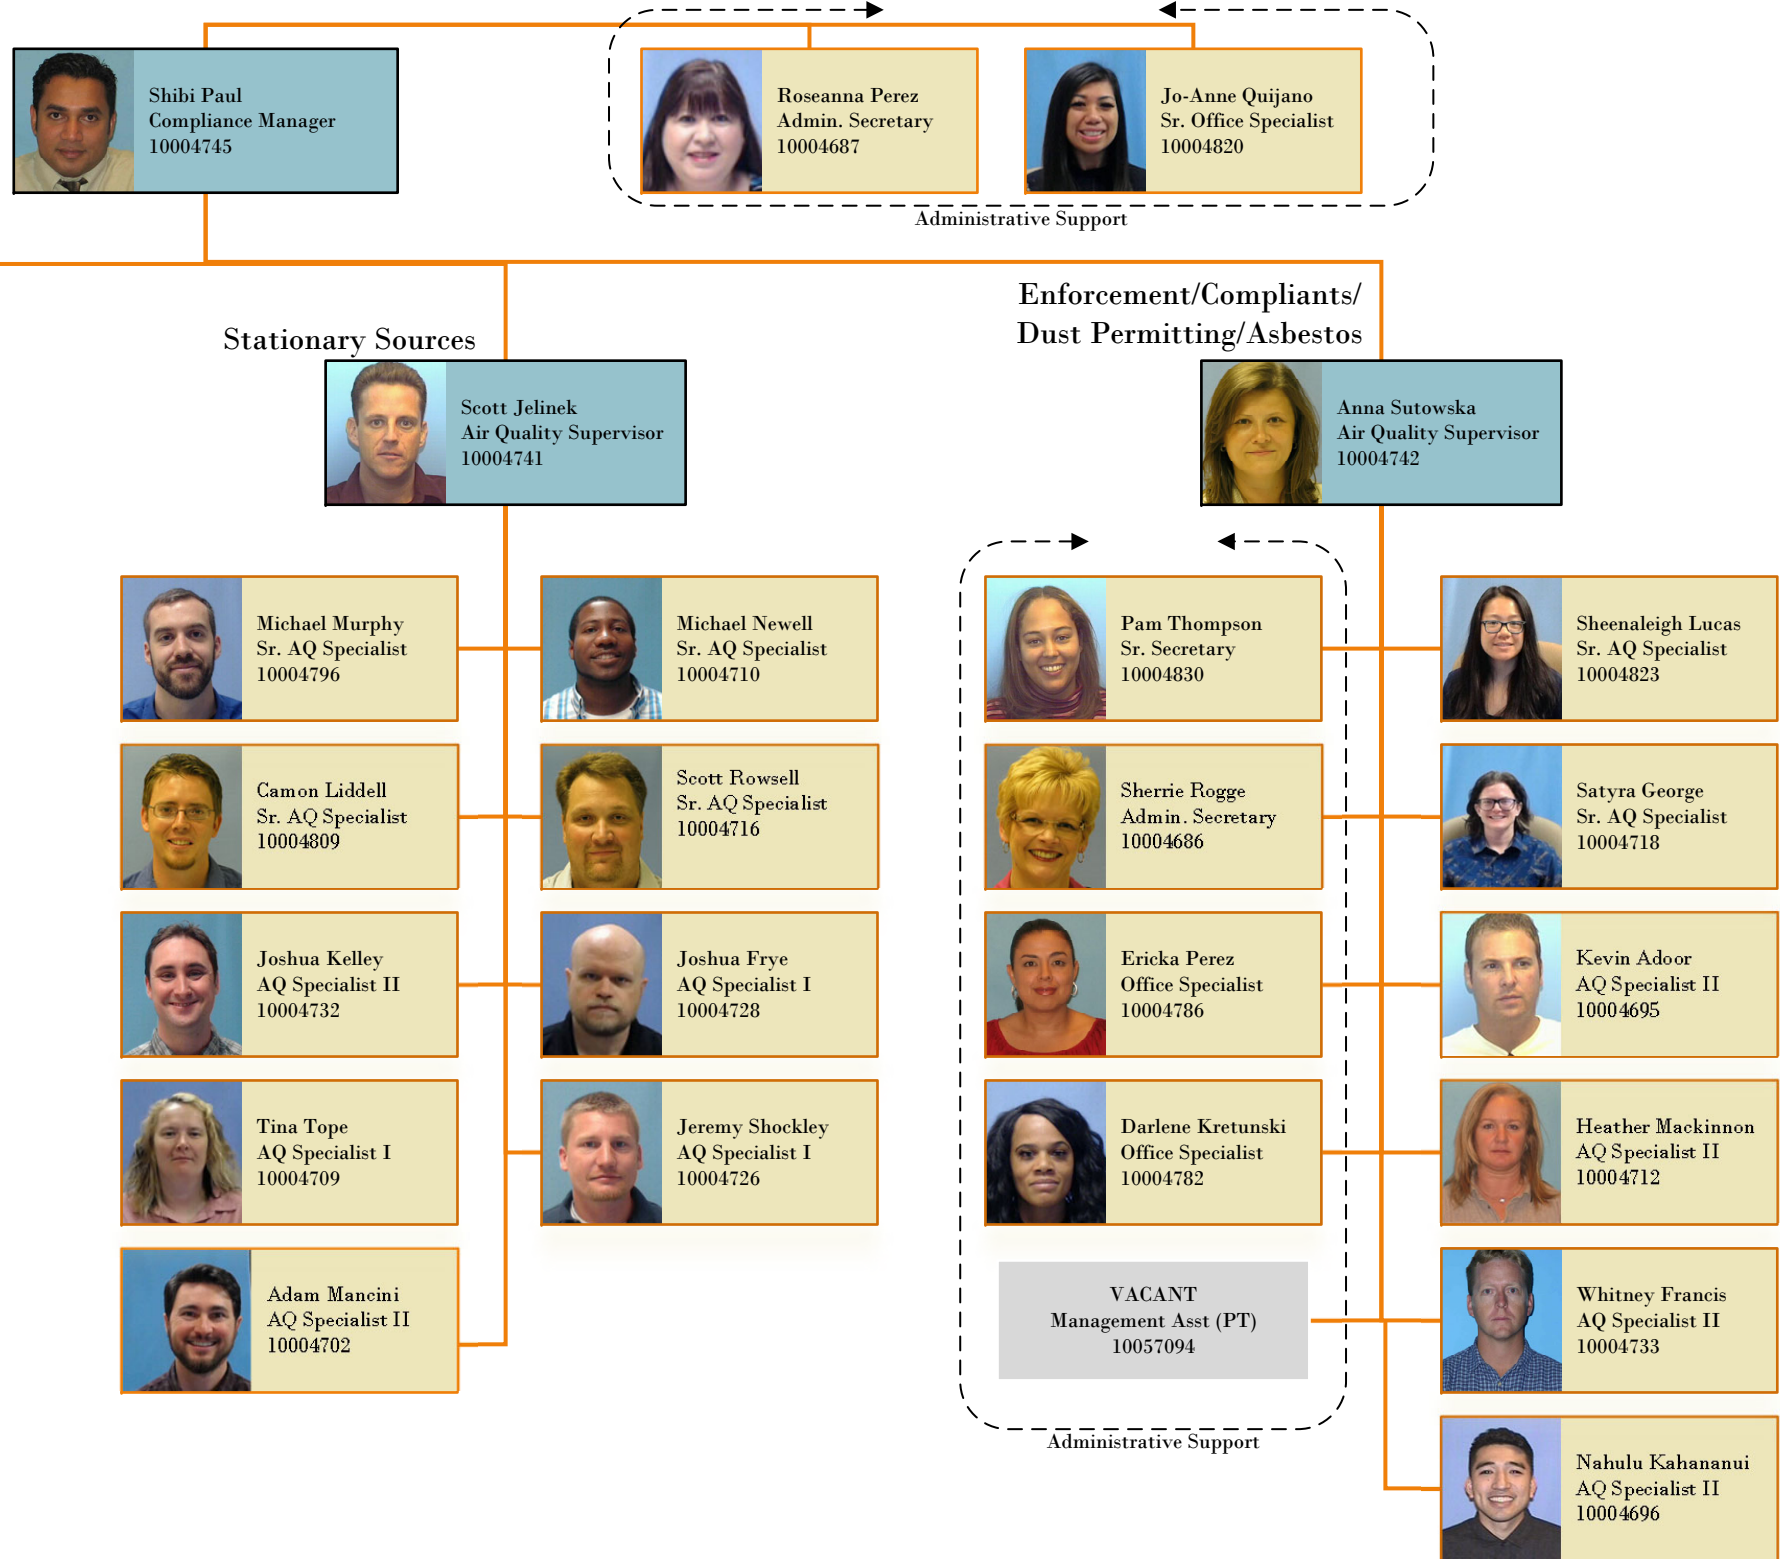 Shibi Paul
Compliance Manager
10004745
Roseanna Perez
Admin. Secretary
10004687
Jo-Anne Quijano
Sr. Office Specialist
10004820
Administrative Support
Stationary Sources
Scott Jelinek
Air Quality Supervisor
10004741
Enforcement/Compliants/
Dust Permitting/Asbestos
Anna Sutowska
Air Quality Supervisor
10004742
Michael Murphy
Sr. AQ Specialist
10004796
Michael Newell
Sr. AQ Specialist
10004710
Camon Liddell
Sr. AQ Specialist
10004809
Scott Rowsell
Sr. AQ Specialist
10004716
Joshua Kelley
AQ Specialist II
10004732
Joshua Frye
AQ Specialist I
10004728
Tina Tope
AQ Specialist I
10004709
Jeremy Shockley
AQ Specialist I
10004726
Adam Mancini
AQ Specialist II
10004702
Pam Thompson
Sr. Secretary
10004830
Sheenaleigh Lucas
Sr. AQ Specialist
10004823
Sherrie Rogge
Admin. Secretary
10004686
Satyra George
Sr. AQ Specialist
10004718
Ericka Perez
Office Specialist
10004786
Kevin Adoor
AQ Specialist II
10004695
Darlene Kretunski
Office Specialist
10004782
Heather Mackinnon
AQ Specialist II
10004712
VACANT
Management Asst (PT)
10057094
Whitney Francis
AQ Specialist II
10004733
Administrative Support
Nahulu Kahananui
AQ Specialist II
10004696